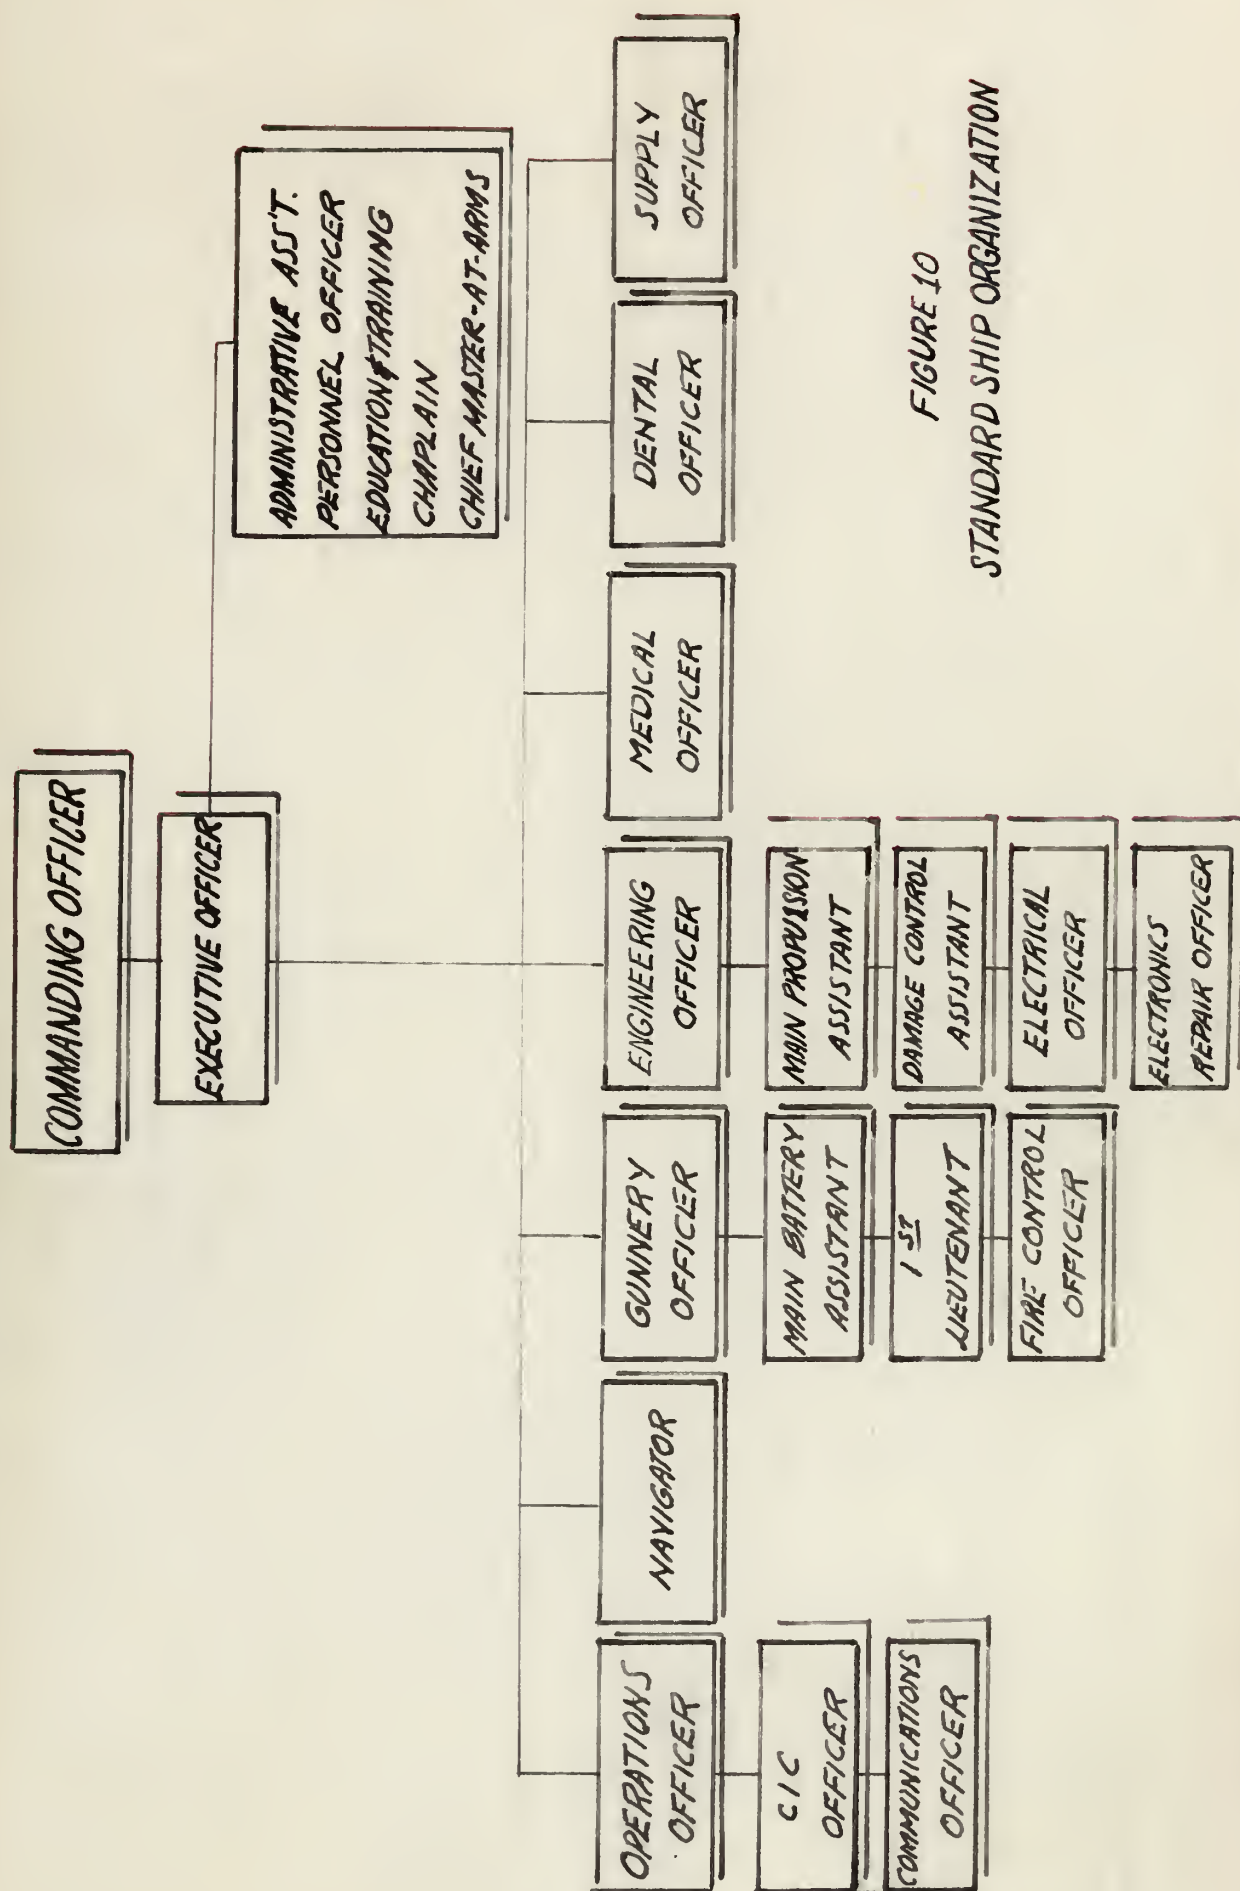 COMMANDING OFFICER
EXECUTIVE OFFICER
ADMINISTRATIVE ASS'T.
PERSONNEL OFFICER
EDUCATION & TRAINING
CHAPLAIN
CHIEF MASTER-AT-ARMS
OPERATIONS
OFFICER
CIC
OFFICER
COMMUNICATIONS
OFFICER
NAVIGATOR
GUNNERY
OFFICER
MAIN BATTERY
ASSISTANT
1ST
LIEUTENANT
FIRE CONTROL
OFFICER
ENGINEERING
OFFICER
MAIN PROPULSION
ASSISTANT
DAMAGE CONTROL
ASSISTANT
ELECTRICAL
OFFICER
ELECTRONICS
REPAIR OFFICER
MEDICAL
OFFICER
DENTAL
OFFICER
SUPPLY
OFFICER
FIGURE 10
STANDARD SHIP ORGANIZATION